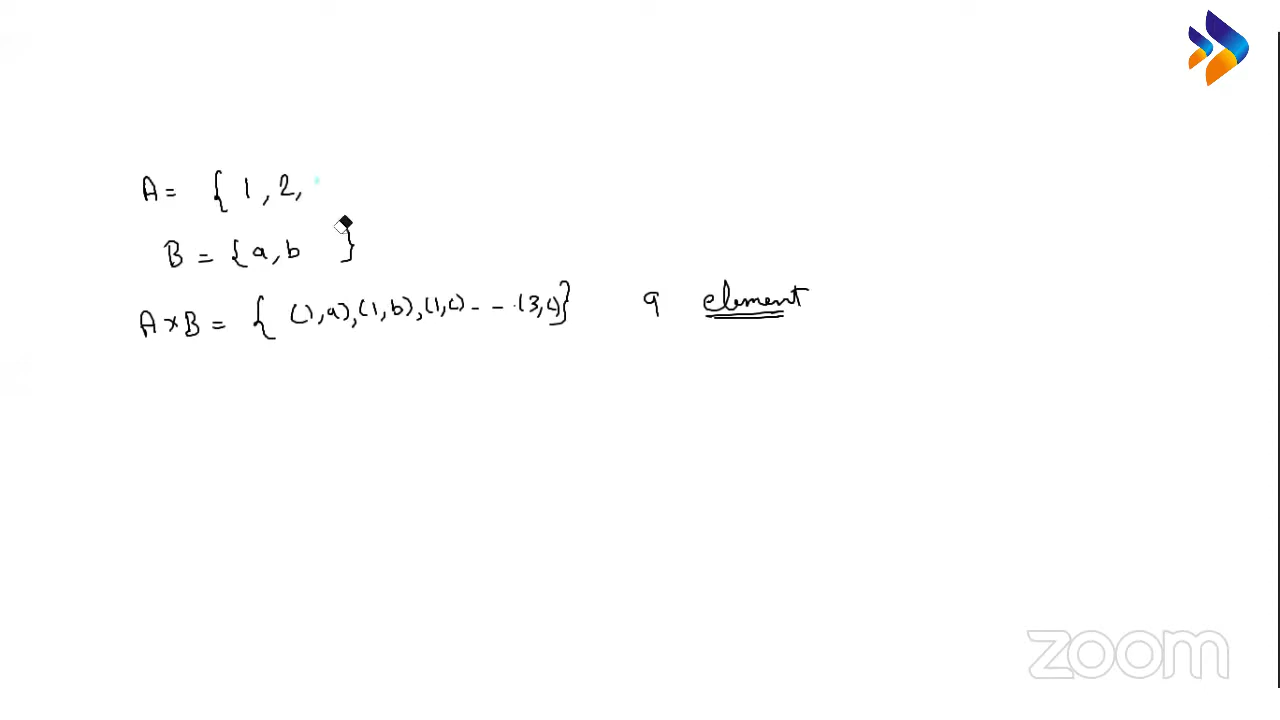 A = { 1, 2,
B = {a, b }
A×B = { (1,a), (1,b), (1,c) - - · (3,c)} 9 element
zoom